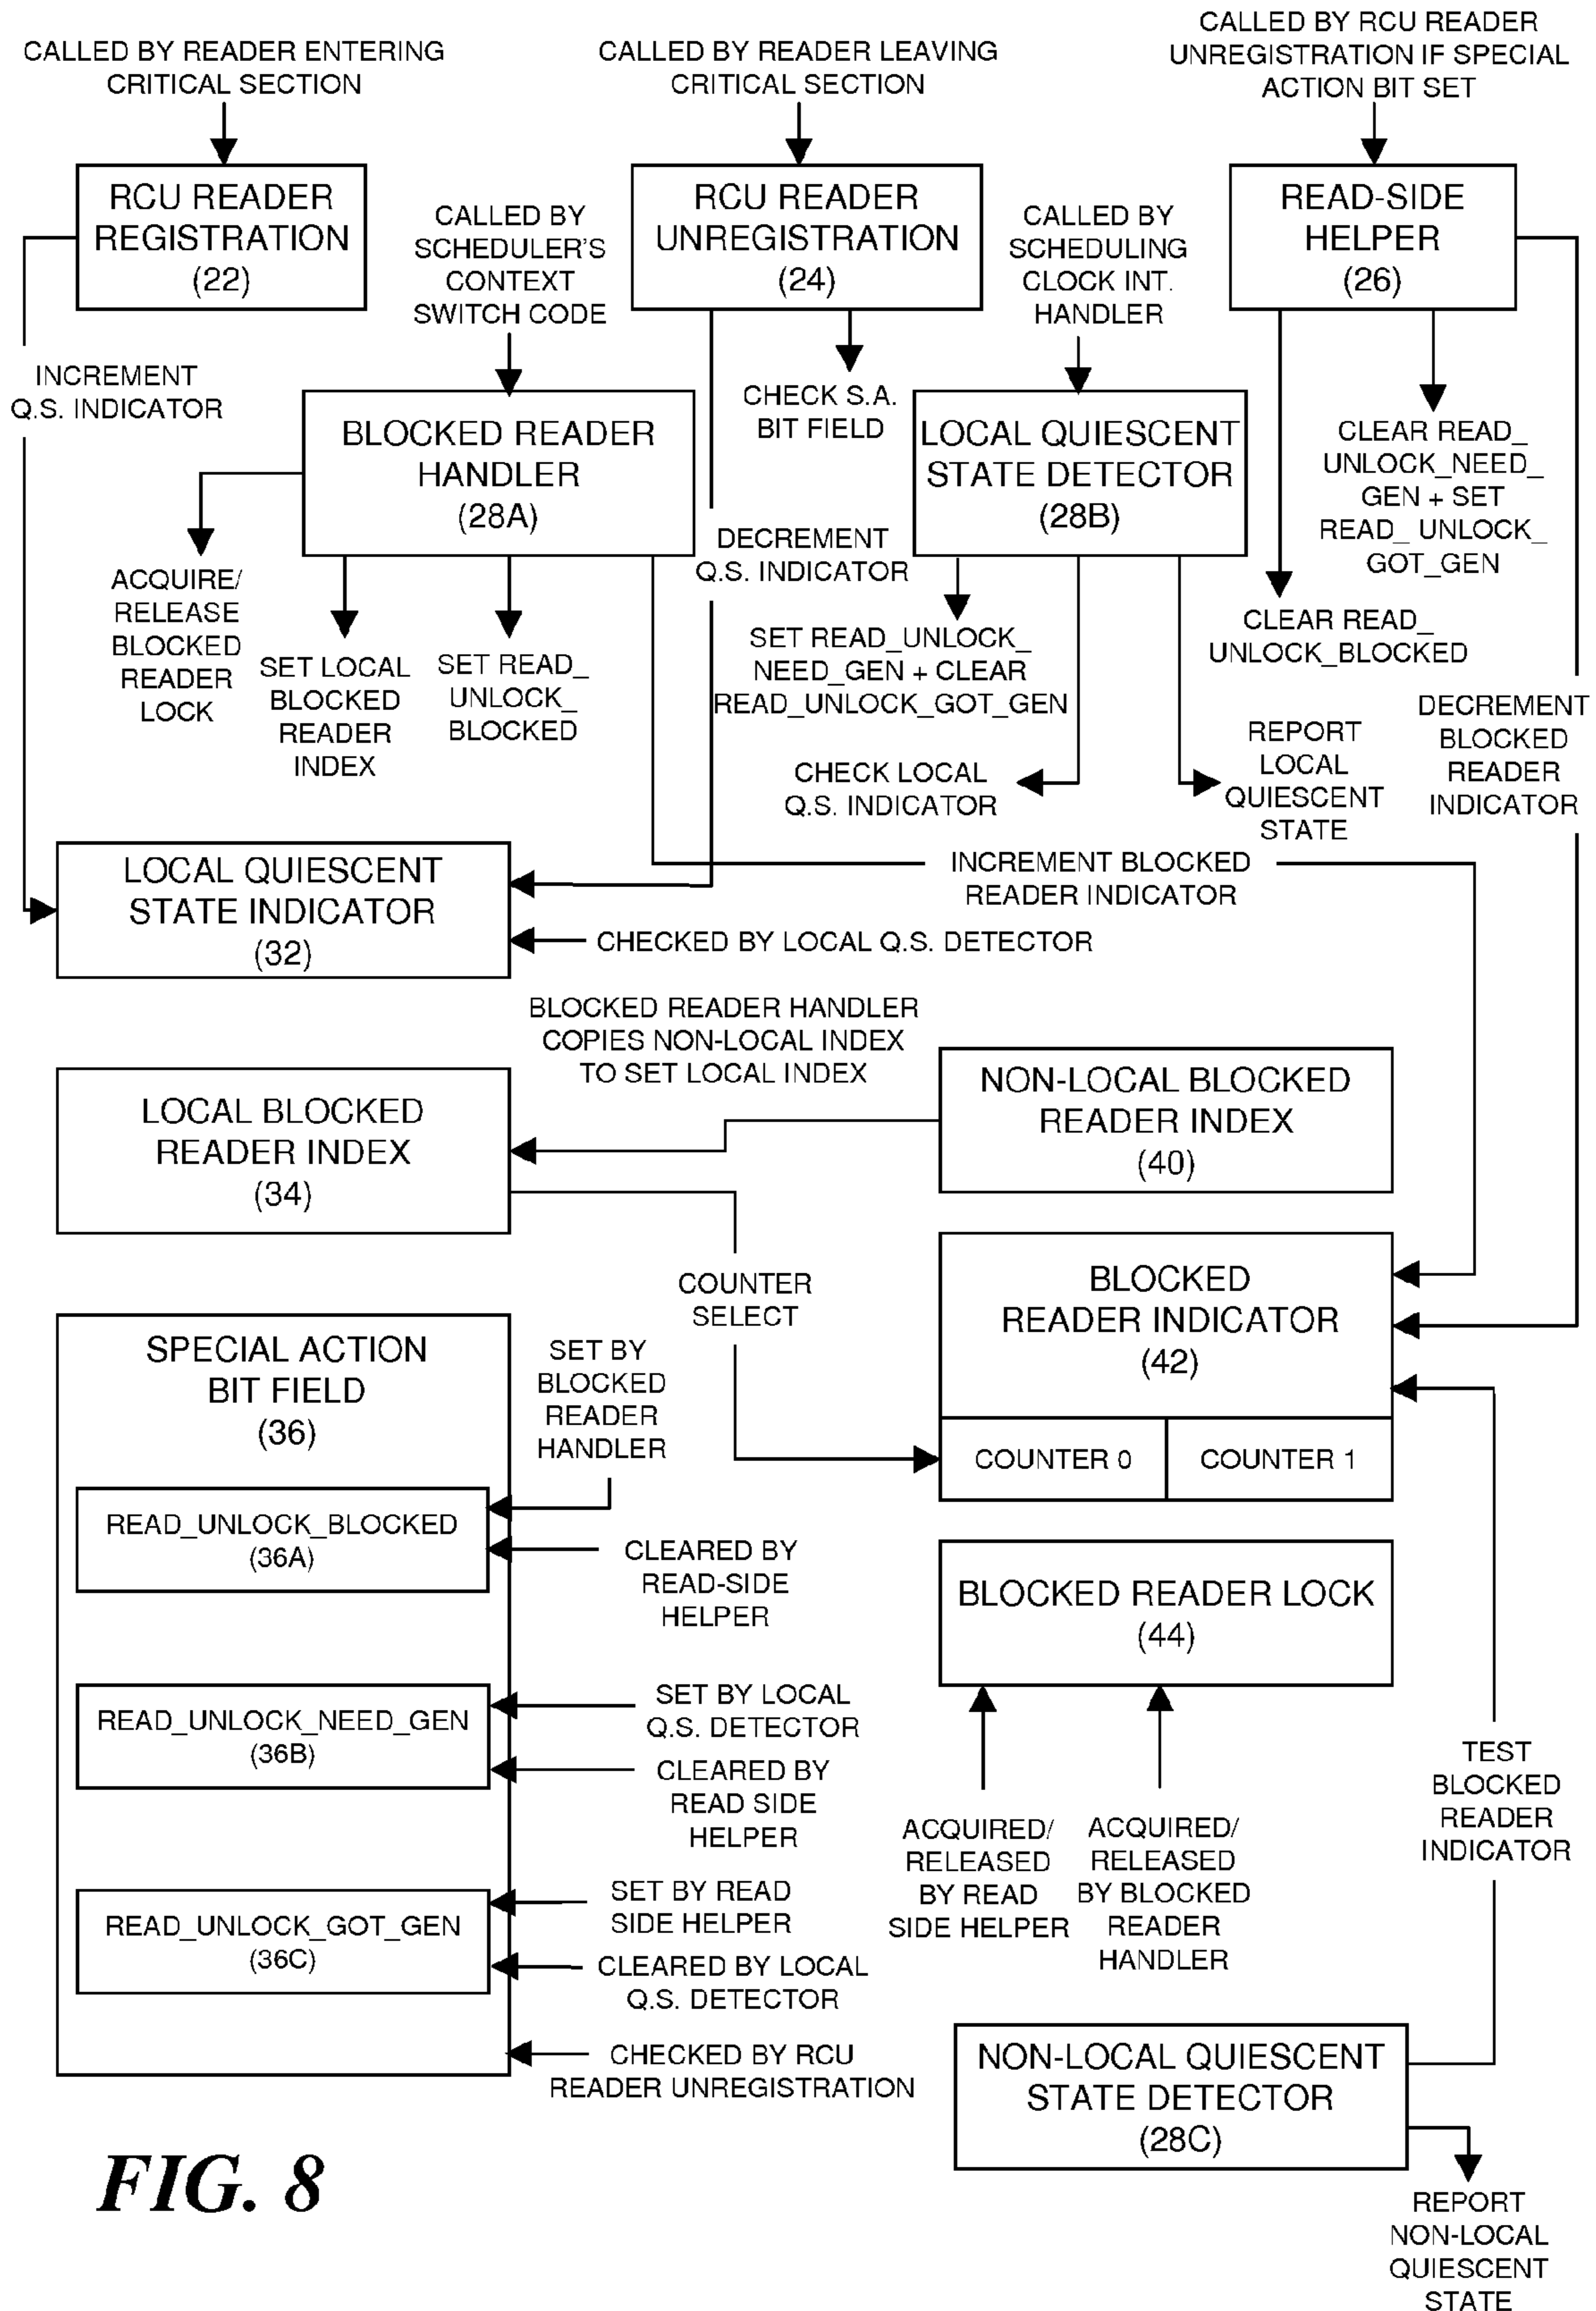 CALLED BY READER ENTERING
CRITICAL SECTION
CALLED BY READER LEAVING
CRITICAL SECTION
CALLED BY RCU READER
UNREGISTRATION IF SPECIAL
ACTION BIT SET
RCU READER
REGISTRATION
(22)
CALLED BY
SCHEDULER'S
CONTEXT
SWITCH CODE
RCU READER
UNREGISTRATION
(24)
CALLED BY
SCHEDULING
CLOCK INT.
HANDLER
READ-SIDE
HELPER
(26)
INCREMENT
Q.S. INDICATOR
BLOCKED READER
HANDLER
(28A)
CHECK S.A.
BIT FIELD
LOCAL QUIESCENT
STATE DETECTOR
(28B)
CLEAR READ_
UNLOCK_NEED_
GEN + SET
READ_ UNLOCK_
GOT_GEN
DECREMENT
Q.S. INDICATOR
ACQUIRE/
RELEASE
BLOCKED
READER
LOCK
SET LOCAL
BLOCKED
READER
INDEX
SET READ_
UNLOCK_
BLOCKED
SET READ_UNLOCK_
NEED_GEN + CLEAR
READ_UNLOCK_GOT_GEN
CLEAR READ_
UNLOCK_BLOCKED
CHECK LOCAL
Q.S. INDICATOR
REPORT
LOCAL
QUIESCENT
STATE
DECREMENT
BLOCKED
READER
INDICATOR
LOCAL QUIESCENT
STATE INDICATOR
(32)
INCREMENT BLOCKED
READER INDICATOR
CHECKED BY LOCAL Q.S. DETECTOR
BLOCKED READER HANDLER
COPIES NON-LOCAL INDEX
TO SET LOCAL INDEX
LOCAL BLOCKED
READER INDEX
(34)
NON-LOCAL BLOCKED
READER INDEX
(40)
COUNTER
SELECT
BLOCKED
READER INDICATOR
(42)
COUNTER 0
COUNTER 1
SPECIAL ACTION
BIT FIELD
(36)
SET BY
BLOCKED
READER
HANDLER
READ_UNLOCK_BLOCKED
(36A)
CLEARED BY
READ-SIDE
HELPER
BLOCKED READER LOCK
(44)
READ_UNLOCK_NEED_GEN
(36B)
SET BY LOCAL
Q.S. DETECTOR
CLEARED BY
READ SIDE
HELPER
ACQUIRED/
RELEASED
BY READ
SIDE HELPER
ACQUIRED/
RELEASED
BY BLOCKED
READER
HANDLER
TEST
BLOCKED
READER
INDICATOR
READ_UNLOCK_GOT_GEN
(36C)
SET BY READ
SIDE HELPER
CLEARED BY LOCAL
Q.S. DETECTOR
CHECKED BY RCU
READER UNREGISTRATION
NON-LOCAL QUIESCENT
STATE DETECTOR
(28C)
REPORT
NON-LOCAL
QUIESCENT
STATE
FIG. 8